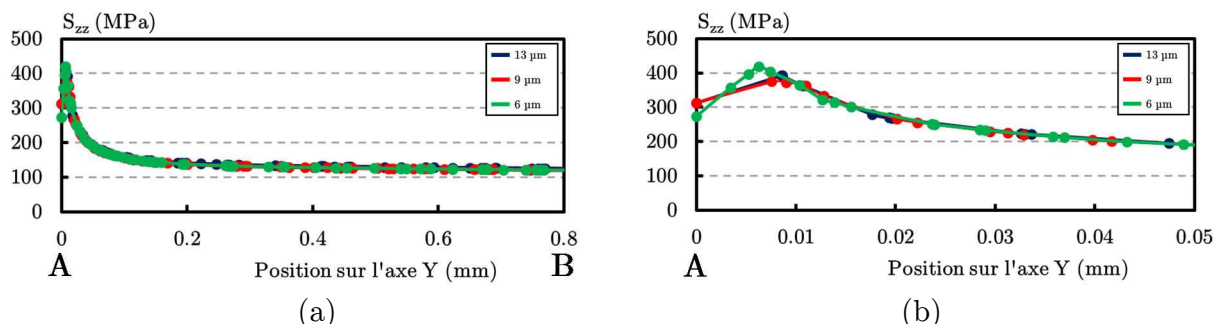 S_zz (MPa)
500
400
300
200
100
0
13 µm
9 µm
6 µm
0
0.2
0.4
0.6
0.8
A
Position sur l'axe Y (mm)
B
(a)
S_zz (MPa)
500
400
300
200
100
0
13 µm
9 µm
6 µm
0
0.01
0.02
0.03
0.04
0.05
A
Position sur l'axe Y (mm)
(b)